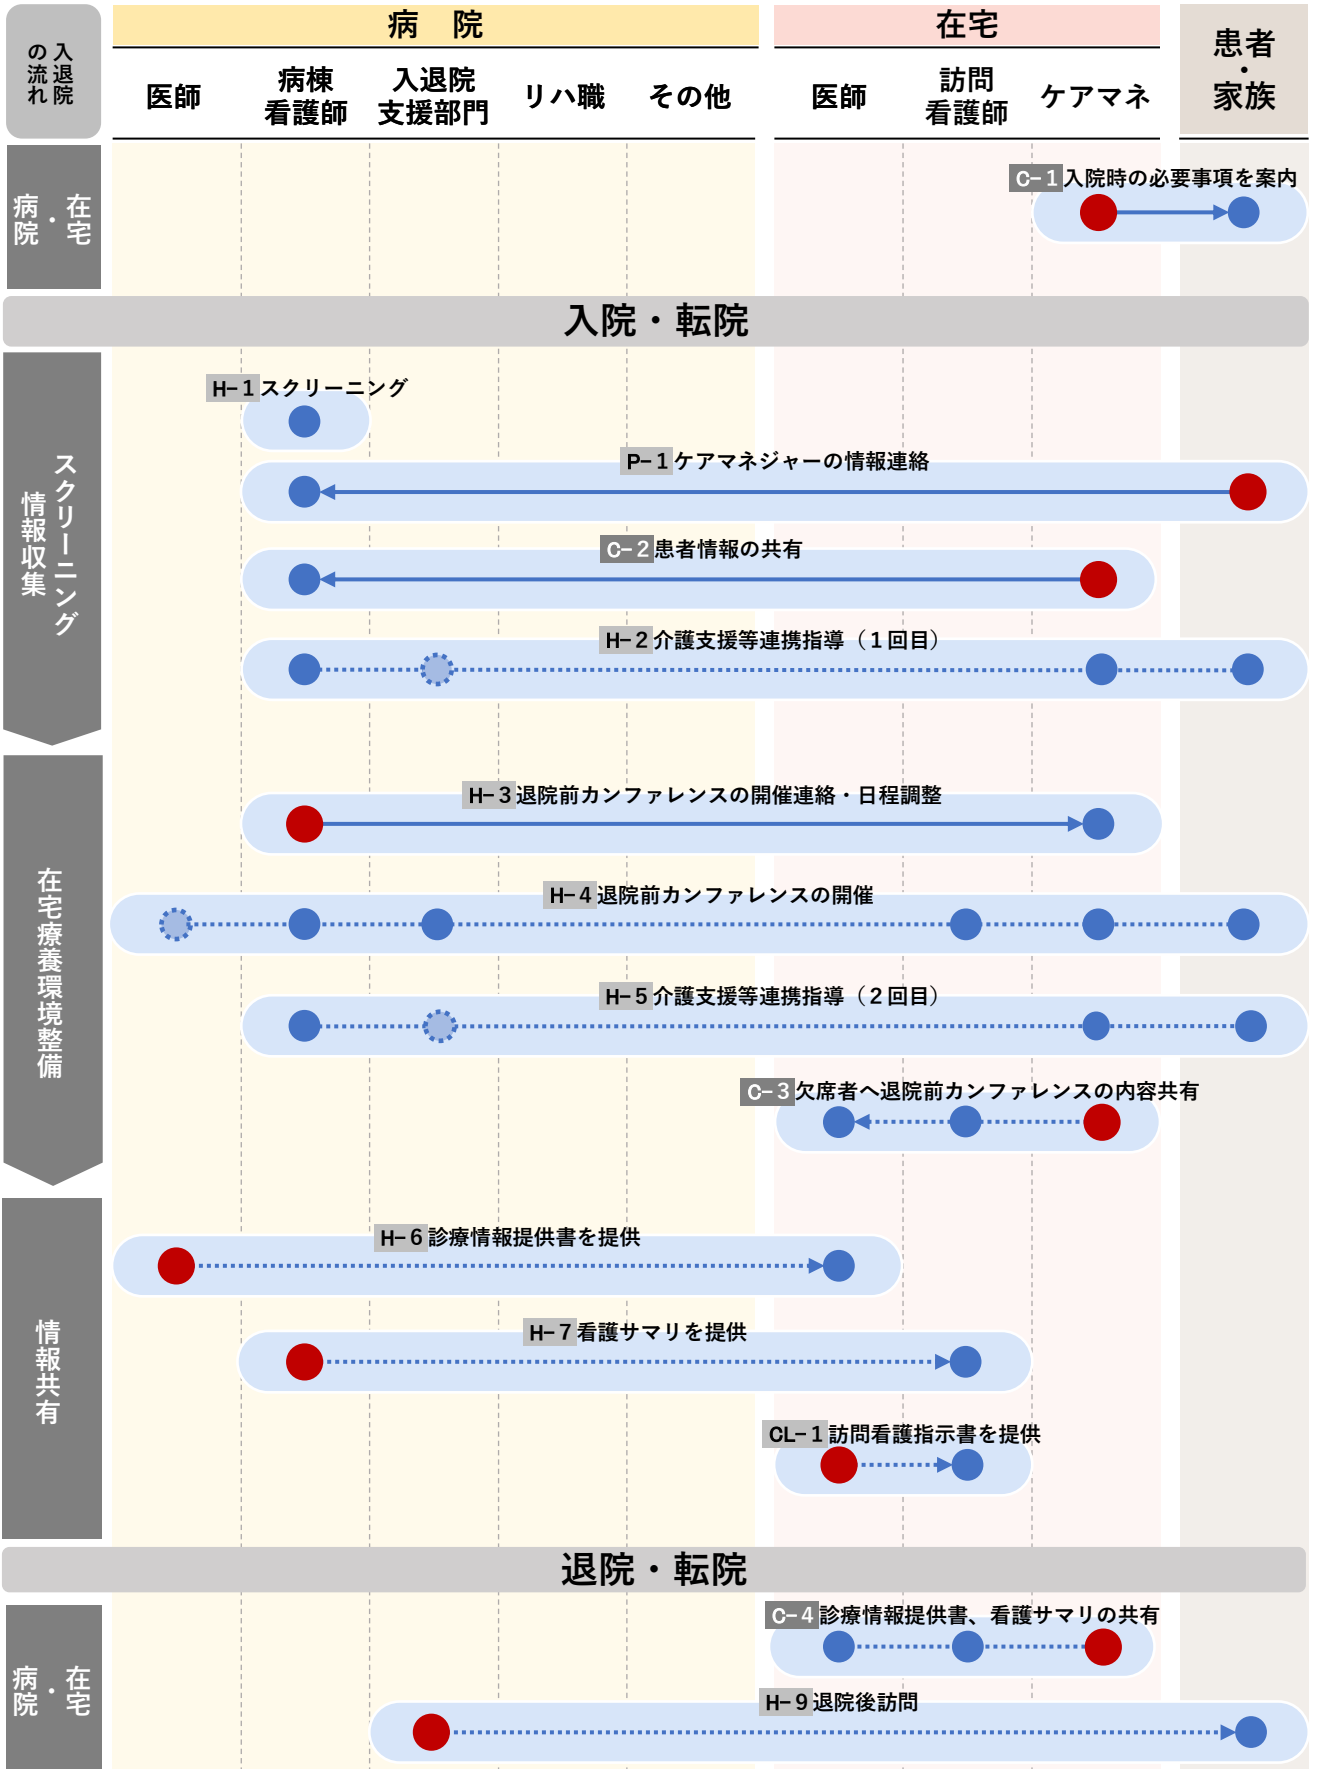 入退院
の流れ
病　院
在宅
患者
・
家族
医師
病棟
看護師
入退院
支援部門
リハ職
その他
医師
訪問
看護師
ケアマネ
在宅
・
病院
C−１入院時の必要事項を案内
入院・転院
スクリーニング
情報収集
H−１スクリーニング
P−１ケアマネジャーの情報連絡
C−２患者情報の共有
H−２介護支援等連携指導（１回目）
在宅療養環境整備
H−３退院前カンファレンスの開催連絡・日程調整
H−４退院前カンファレンスの開催
H−５介護支援等連携指導（２回目）
C−３欠席者へ退院前カンファレンスの内容共有
情報共有
H−６診療情報提供書を提供
H−７看護サマリを提供
CL−１訪問看護指示書を提供
退院・転院
在宅
・
病院
C−４診療情報提供書、看護サマリの共有
H−９退院後訪問